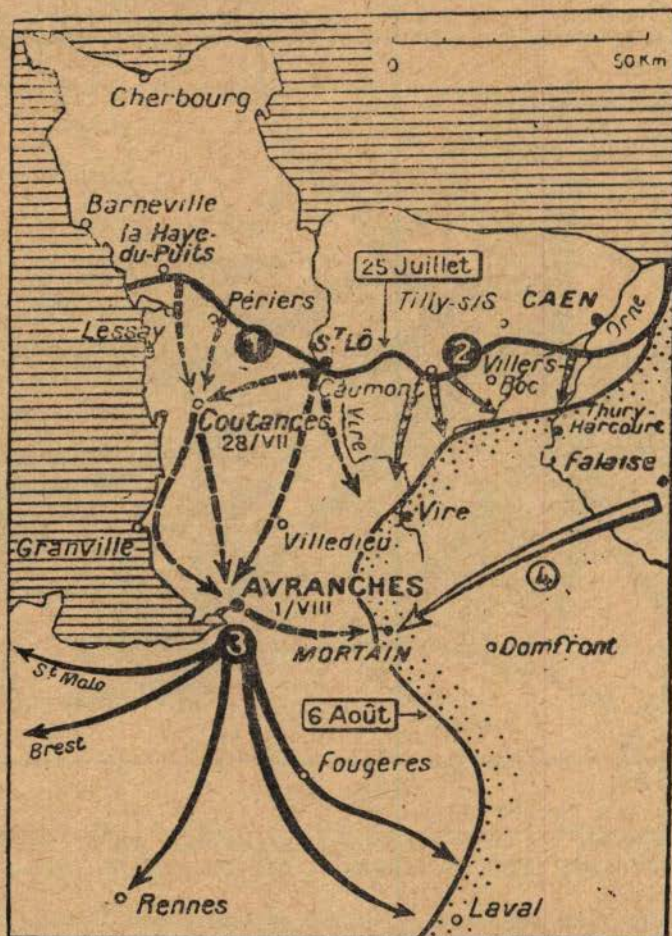 0 50 Km
Cherbourg
Barneville
la Haye-
du-Puits
25 Juillet
Lessay
Périers
Tilly-s/S
CAEN
Orne
1
ST LÔ
2
Villers-
Boc
Caumont
Coutances
28/VII
Vire
Thury-
Harcourt
Falaise
Granville
Villedieu
Vire
AVRANCHES
1/VIII
4
3
MORTAIN
Domfront
St Malo
Brest
6 Août
Fougeres
Rennes
Laval